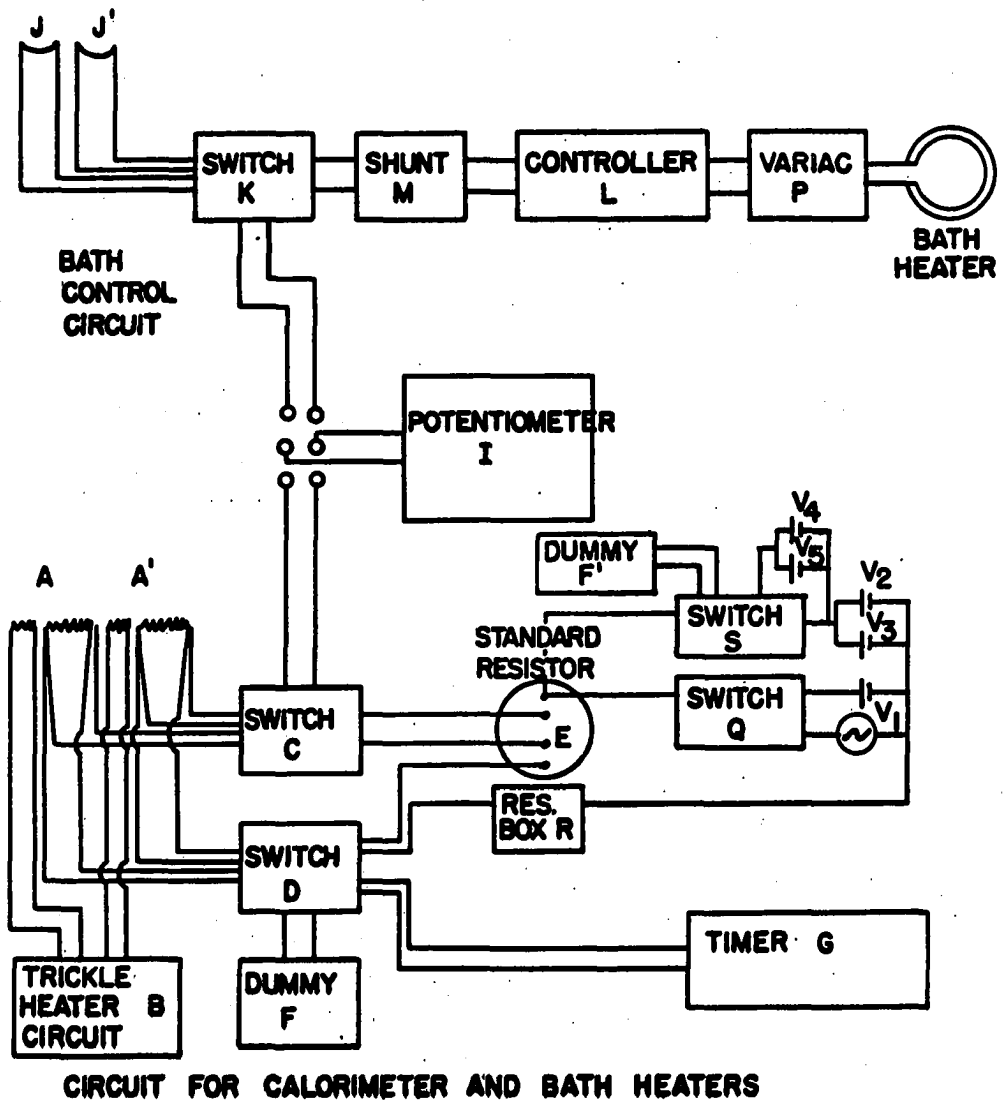 J J'
SWITCH
K
SHUNT
M
CONTROLLER
L
VARIAC
P
BATH
HEATER
BATH
CONTROL
CIRCUIT
POTENTIOMETER
I
V4
V5
V2
V3
DUMMY
F'
SWITCH
S
A A'
STANDARD
RESISTOR
SWITCH
Q
V1
SWITCH
C
E
RES.
BOX R
SWITCH
D
TIMER G
TRICKLE
HEATER B
CIRCUIT
DUMMY
F
CIRCUIT FOR CALORIMETER AND BATH HEATERS